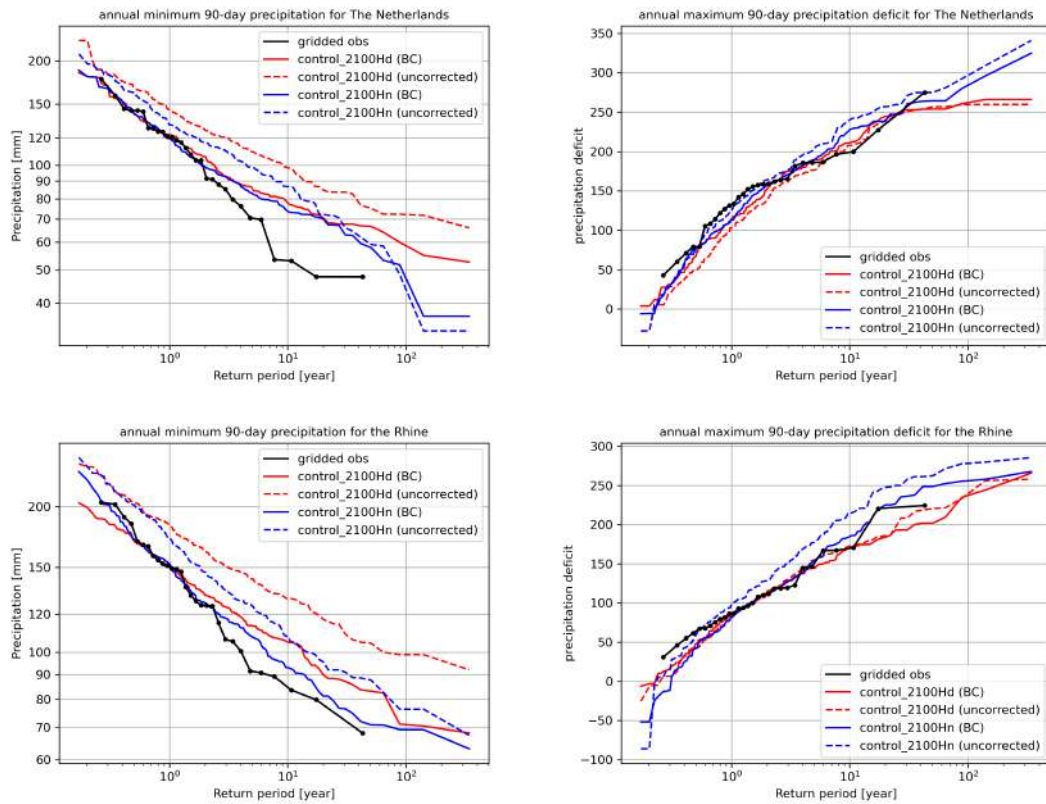 annual minimum 90-day precipitation for The Netherlands
Precipitation [mm]
200
150
120
100
90
80
70
60
50
40
gridded obs
control_2100Hd (BC)
control_2100Hd (uncorrected)
control_2100Hn (BC)
control_2100Hn (uncorrected)
10⁰ 10¹ 10²
Return period [year]
annual maximum 90-day precipitation deficit for The Netherlands
precipitation deficit
350
300
250
200
150
100
50
0
gridded obs
control_2100Hd (BC)
control_2100Hd (uncorrected)
control_2100Hn (BC)
control_2100Hn (uncorrected)
10⁰ 10¹ 10²
Return period [year]
annual minimum 90-day precipitation for the Rhine
Precipitation [mm]
200
150
120
100
90
80
70
60
gridded obs
control_2100Hd (BC)
control_2100Hd (uncorrected)
control_2100Hn (BC)
control_2100Hn (uncorrected)
10⁰ 10¹ 10²
Return period [year]
annual maximum 90-day precipitation deficit for the Rhine
precipitation deficit
300
250
200
150
100
50
0
−50
−100
gridded obs
control_2100Hd (BC)
control_2100Hd (uncorrected)
control_2100Hn (BC)
control_2100Hn (uncorrected)
10⁰ 10¹ 10²
Return period [year]